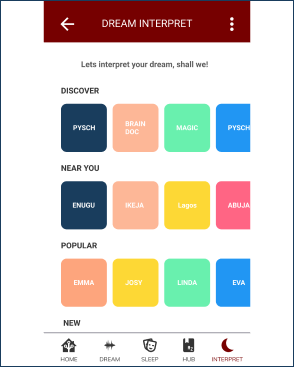 DREAM INTERPRET
Lets interpret your dream, shall we!
DISCOVER
PYSCH
BRAIN
DOC
MAGIC
PYSCH
NEAR YOU
ENUGU
IKEJA
Lagos
ABUJA
POPULAR
EMMA
JOSY
LINDA
EVA
NEW
HOME
DREAM
SLEEP
HUB
INTERPRET